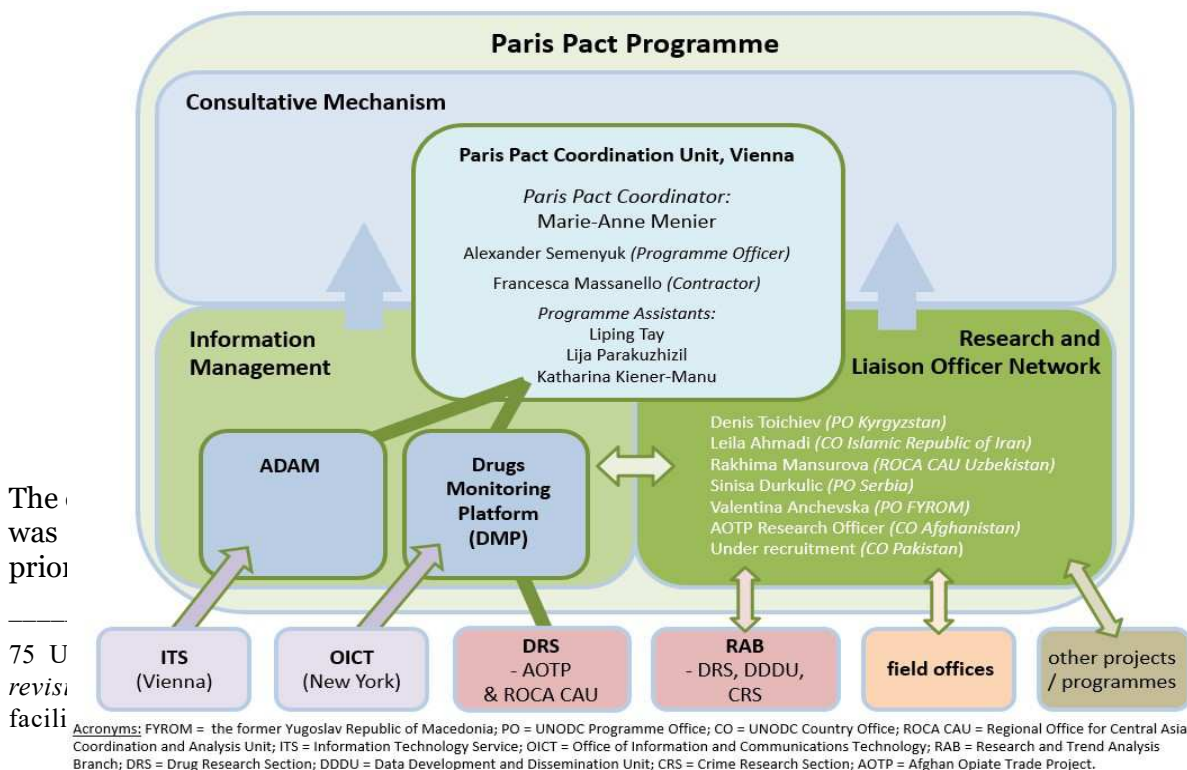 Paris Pact Programme
Consultative Mechanism
Paris Pact Coordination Unit, Vienna
Paris Pact Coordinator:
Marie-Anne Menier
Alexander Semenyuk (Programme Officer)
Francesca Massanello (Contractor)
Programme Assistants:
Liping Tay
Lija Parakuzhizil
Katharina Kiener-Manu
Information
Management
ADAM
Drugs
Monitoring
Platform
(DMP)
Research and
Liaison Officer Network
Denis Toichiev (PO Kyrgyzstan)
Leila Ahmadi (CO Islamic Republic of Iran)
Rakhima Mansurova (ROCA CAU Uzbekistan)
Sinisa Durkulic (PO Serbia)
Valentina Anchevska (PO FYROM)
AOTP Research Officer (CO Afghanistan)
Under recruitment (CO Pakistan)
The
was
ITS
(Vienna)
OICT
(New York)
DRS
- AOTP
& ROCA CAU
RAB
- DRS, DDDU,
CRS
field offices
other projects
/ programmes
75 U
Acronyms: FYROM = the former Yugoslav Republic of Macedonia; PO = UNODC Programme Office; CO = UNODC Country Office; ROCA CAU = Regional Office for Central Asia
Coordination and Analysis Unit; ITS = Information Technology Service; OICT = Office of Information and Communications Technology; RAB = Research and Trend Analysis
Branch; DRS = Drug Research Section; DDDU = Data Development and Dissemination Unit; CRS = Crime Research Section; AOTP = Afghan Opiate Trade Project.